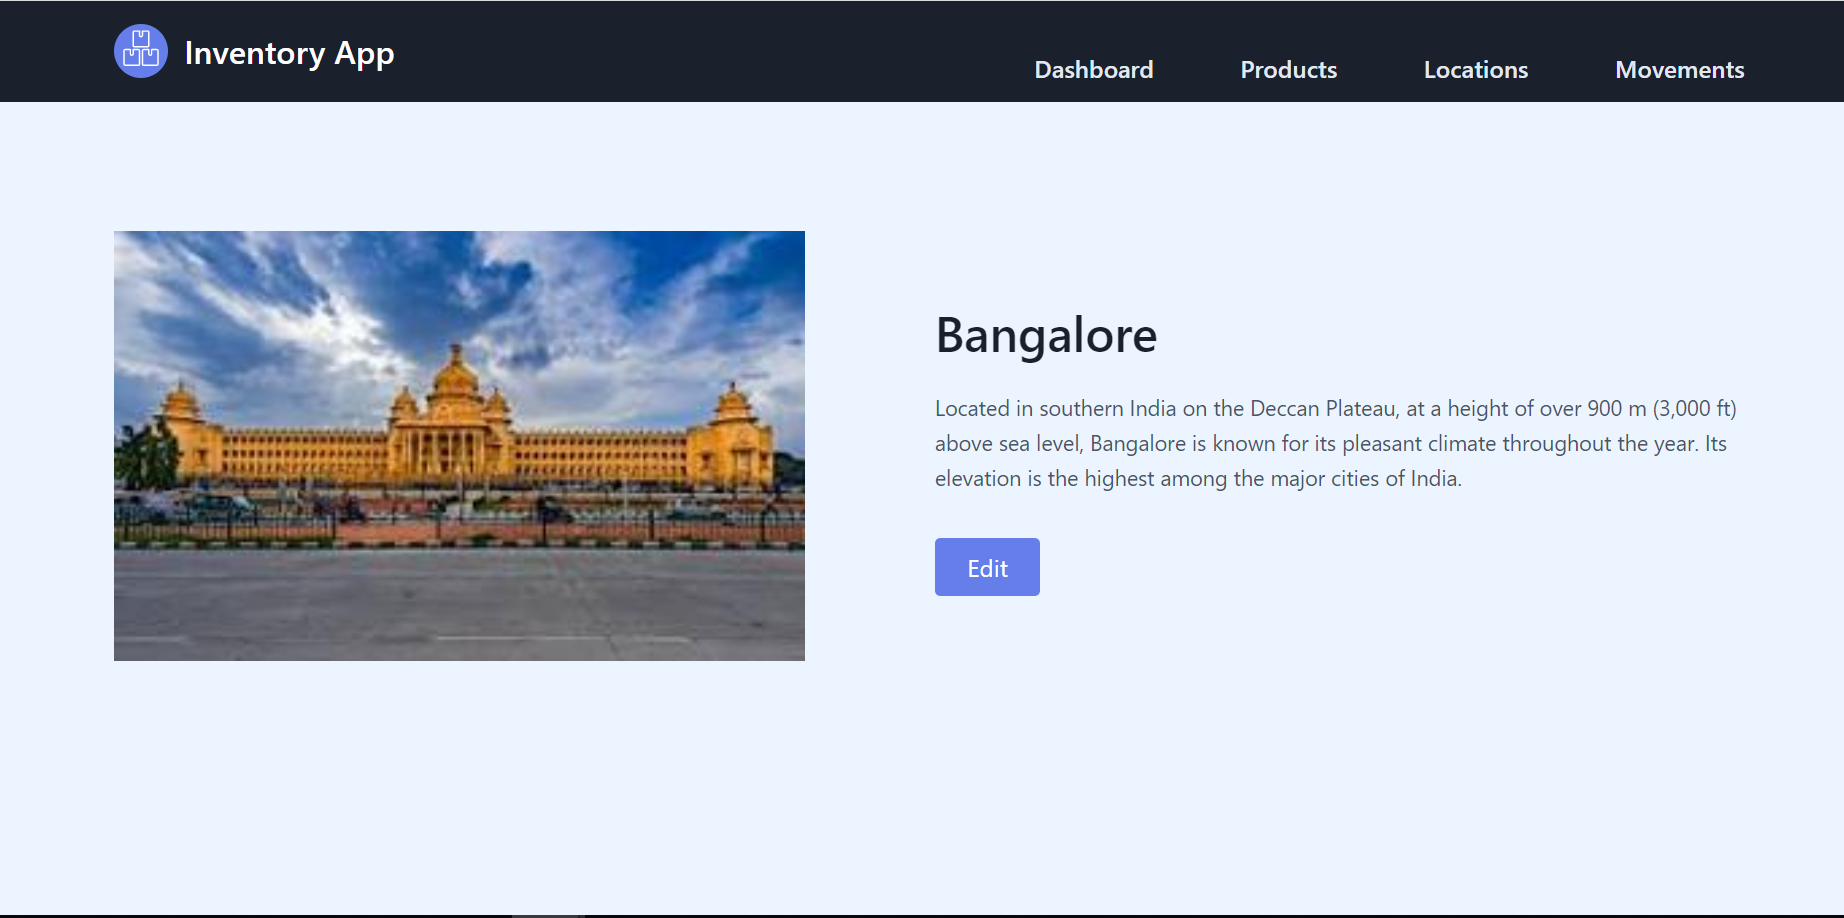 Inventory App
Dashboard Products Locations Movements
Bangalore
Located in southern India on the Deccan Plateau, at a height of over 900 m (3,000 ft)
above sea level, Bangalore is known for its pleasant climate throughout the year. Its
elevation is the highest among the major cities of India.
Edit